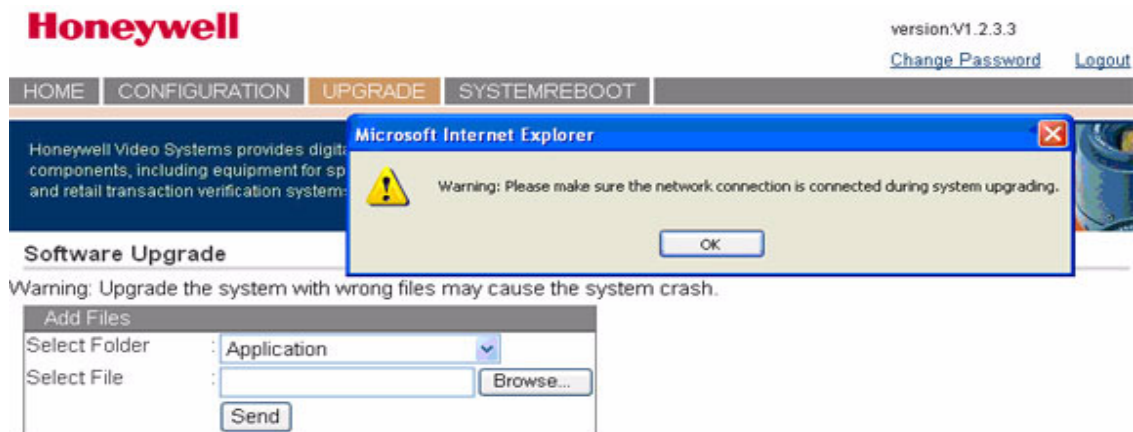 Honeywell
version:V1.2.3.3
Change Password Logout
HOME CONFIGURATION UPGRADE SYSTEMREBOOT
Microsoft Internet Explorer
Honeywell Video Systems provides
components, including equipment for
and retail transaction verification
Warning: Please make sure the network connection is connected during system upgrading.
OK
Software Upgrade
Warning: Upgrade the system with wrong files may cause the system crash.
Add Files
Select Folder : Application
Select File : Browse...
Send